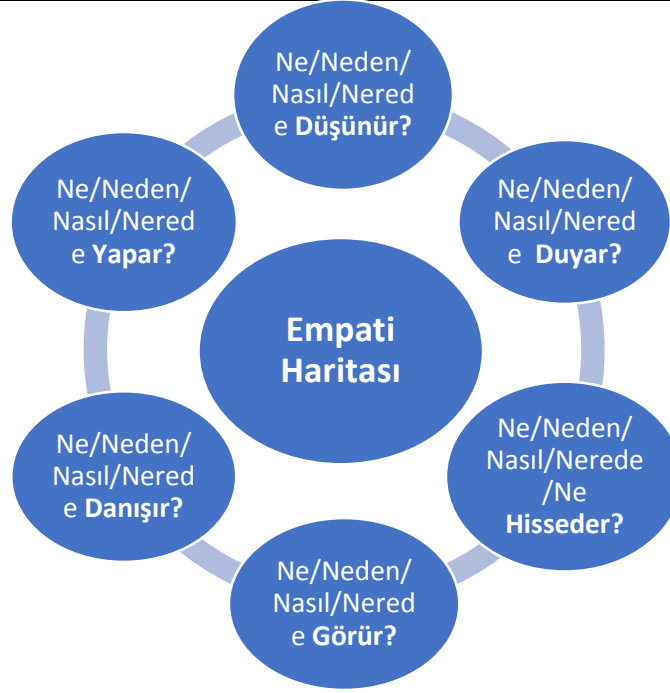 Ne/Neden/
Nasıl/Nered
e Düşünür?
Ne/Neden/
Nasıl/Nered
e Duyar?
Ne/Neden/
Nasıl/Nerede
/Ne
Hisseder?
Ne/Neden/
Nasıl/Nered
e Görür?
Ne/Neden/
Nasıl/Nered
e Danışır?
Ne/Neden/
Nasıl/Nered
e Yapar?
Empati
Haritası